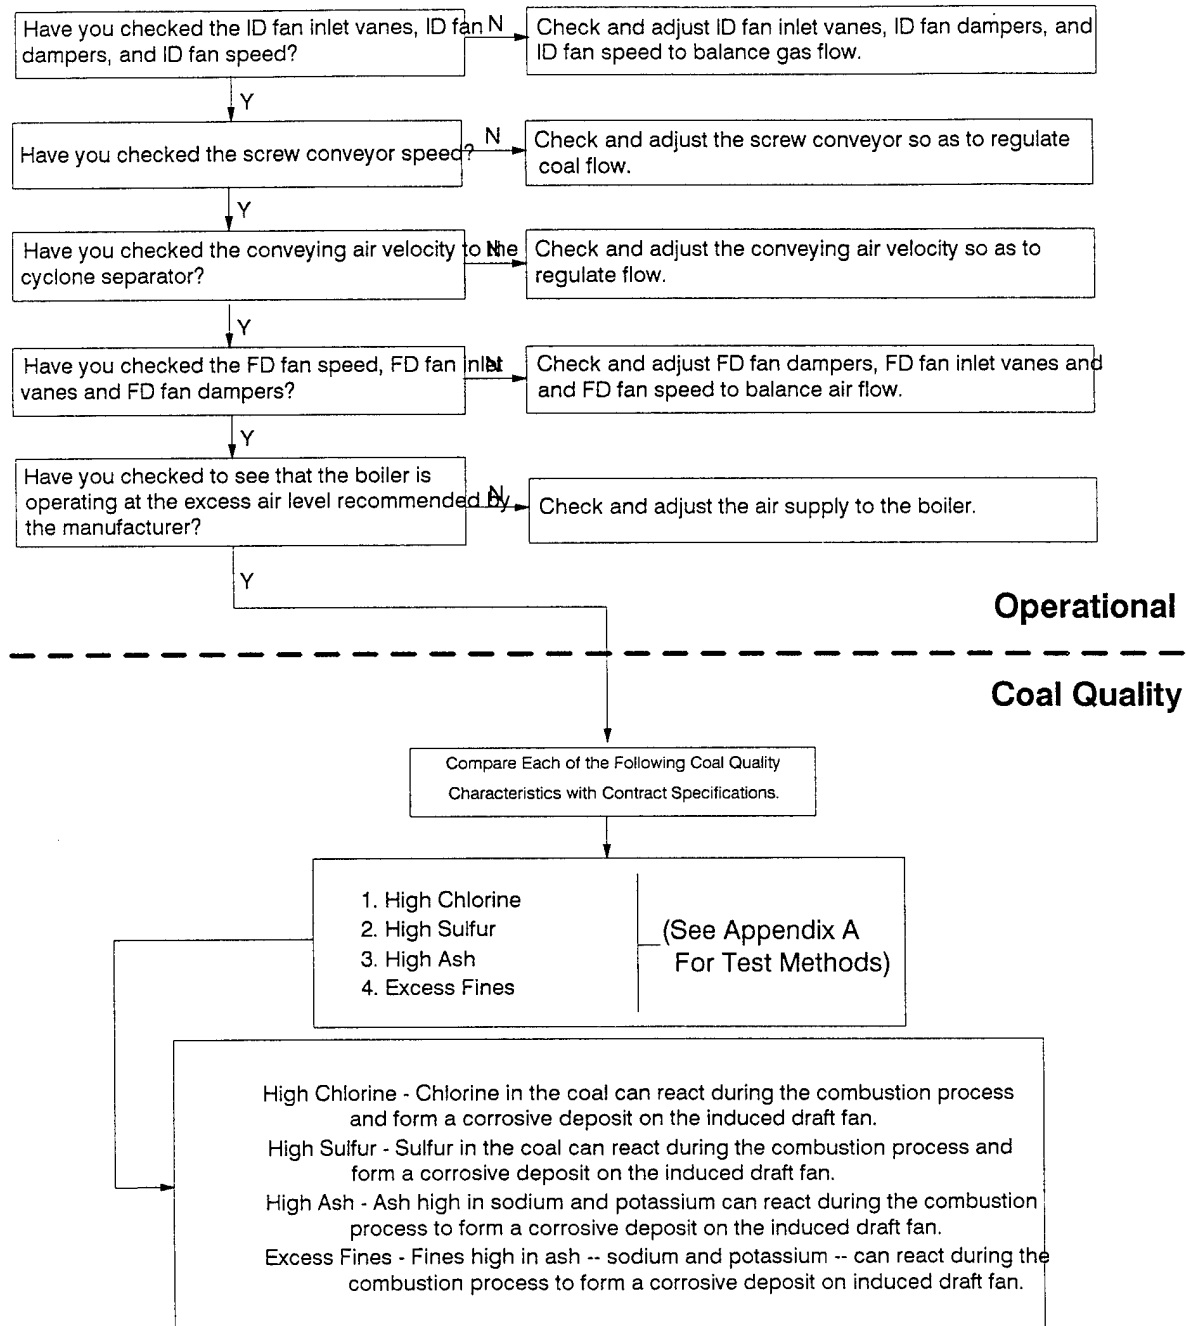 Have you checked the ID fan inlet vanes, ID fan
dampers, and ID fan speed?
N
Check and adjust ID fan inlet vanes, ID fan dampers, and
ID fan speed to balance gas flow.
Y
Have you checked the screw conveyor speed?
N
Check and adjust the screw conveyor so as to regulate
coal flow.
Y
Have you checked the conveying air velocity to the
cyclone separator?
N
Check and adjust the conveying air velocity so as to
regulate flow.
Y
Have you checked the FD fan speed, FD fan inlet
vanes and FD fan dampers?
N
Check and adjust FD fan dampers, FD fan inlet vanes and
and FD fan speed to balance air flow.
Y
Have you checked to see that the boiler is
operating at the excess air level recommended by
the manufacturer?
N
Check and adjust the air supply to the boiler.
Y
Operational
Coal Quality
Compare Each of the Following Coal Quality
Characteristics with Contract Specifications.
1. High Chlorine
2. High Sulfur
3. High Ash
4. Excess Fines
(See Appendix A
For Test Methods)
High Chlorine - Chlorine in the coal can react during the combustion process
and form a corrosive deposit on the induced draft fan.
High Sulfur - Sulfur in the coal can react during the combustion process and
form a corrosive deposit on the induced draft fan.
High Ash - Ash high in sodium and potassium can react during the combustion
process to form a corrosive deposit on the induced draft fan.
Excess Fines - Fines high in ash -- sodium and potassium -- can react during the
combustion process to form a corrosive deposit on induced draft fan.